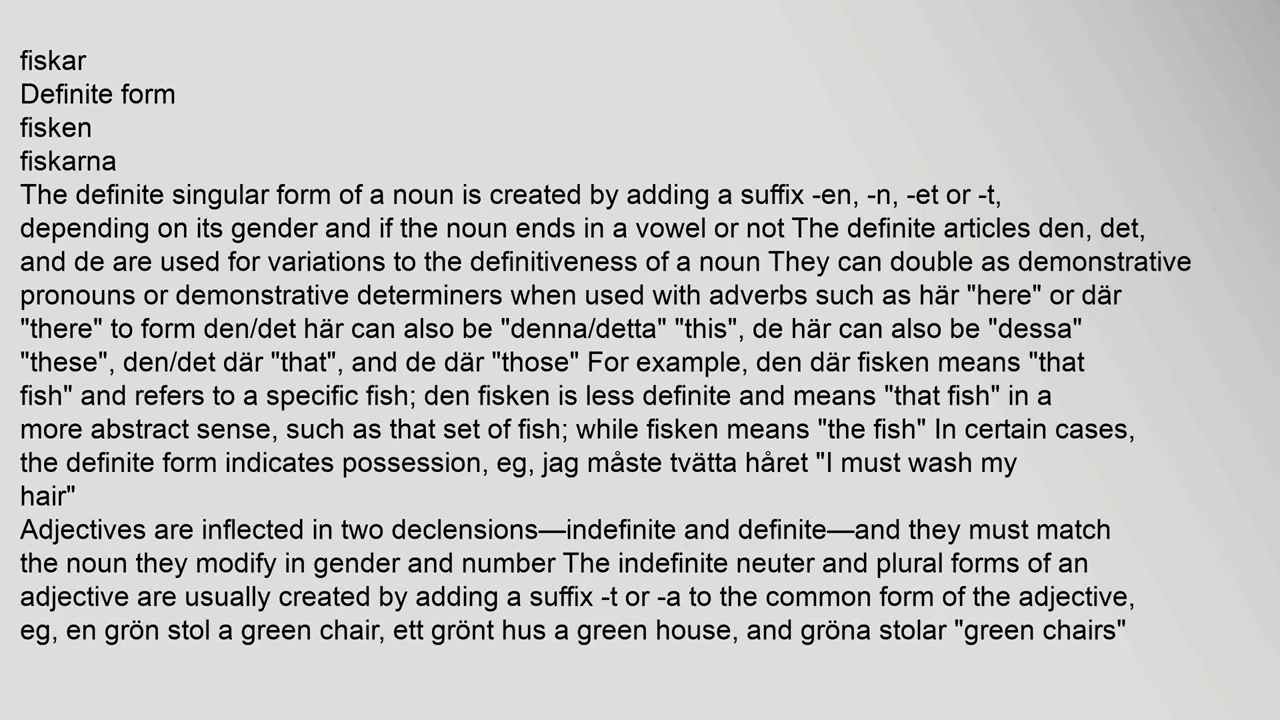 fiskar
Definite form
fisken
fiskarna
The definite singular form of a noun is created by adding a suffix -en, -n, -et or -t,
depending on its gender and if the noun ends in a vowel or not The definite articles den, det,
and de are used for variations to the definitiveness of a noun They can double as demonstrative
pronouns or demonstrative determiners when used with adverbs such as här "here" or där
"there" to form den/det här can also be "denna/detta" "this", de här can also be "dessa"
"these", den/det där "that", and de där "those" For example, den där fisken means "that
fish" and refers to a specific fish; den fisken is less definite and means "that fish" in a
more abstract sense, such as that set of fish; while fisken means "the fish" In certain cases,
the definite form indicates possession, eg, jag måste tvätta håret "I must wash my
hair"
Adjectives are inflected in two declensions—indefinite and definite—and they must match
the noun they modify in gender and number The indefinite neuter and plural forms of an
adjective are usually created by adding a suffix -t or -a to the common form of the adjective,
eg, en grön stol a green chair, ett grönt hus a green house, and gröna stolar "green chairs"